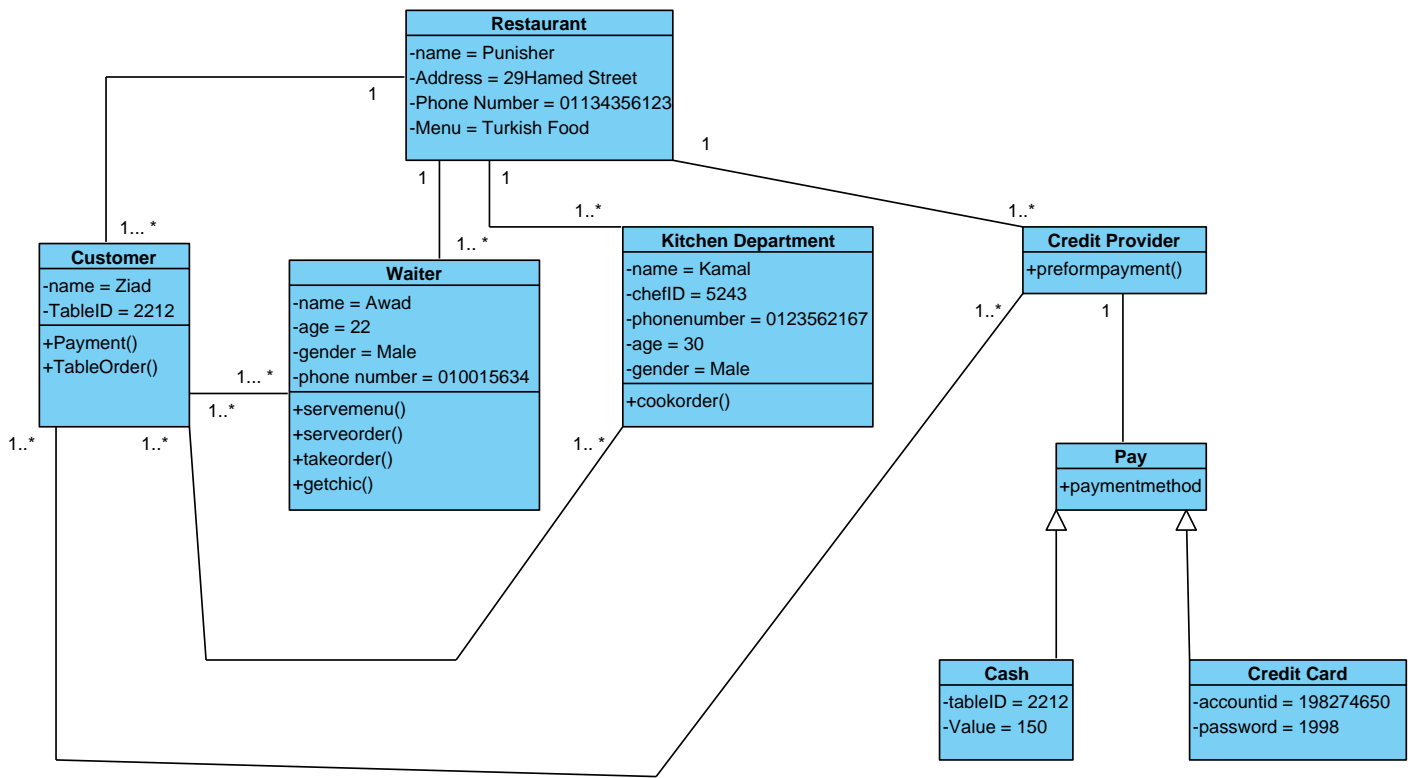 Restaurant
-name = Punisher
-Address = 29Hamed Street
-Phone Number = 01134356123
-Menu = Turkish Food
1
1
1
1
1... *
1.. *
1..*
1..*
Customer
-name = Ziad
-TableID = 2212
+Payment()
+TableOrder()
Waiter
-name = Awad
-age = 22
-gender = Male
-phone number = 010015634
+servemenu()
+serveorder()
+takeorder()
+getchic()
Kitchen Department
-name = Kamal
-chefID = 5243
-phonenumber = 0123562167
-age = 30
-gender = Male
+cookorder()
Credit Provider
+preformpayment()
1..*
1
1... *
1..*
1..*
1..*
1..*
Pay
+paymentmethod
Cash
-tableID = 2212
-Value = 150
Credit Card
-accountid = 198274650
-password = 1998